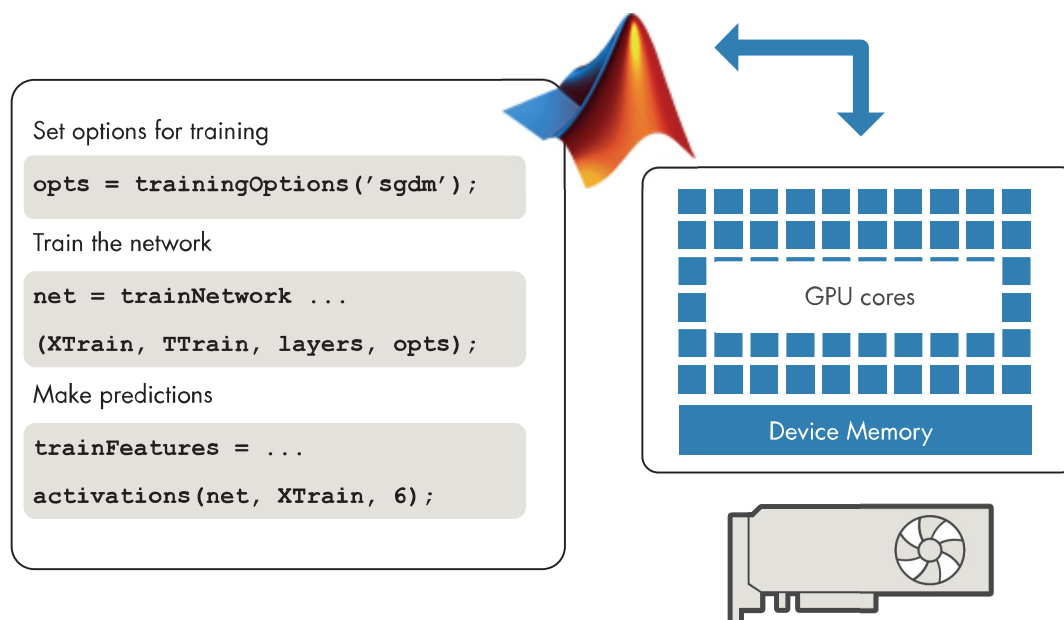 Set options for training
opts = trainingOptions('sgdm');
Train the network
net = trainNetwork ...
(XTrain, TTrain, layers, opts);
Make predictions
trainFeatures = ...
activations(net, XTrain, 6);
GPU cores
Device Memory